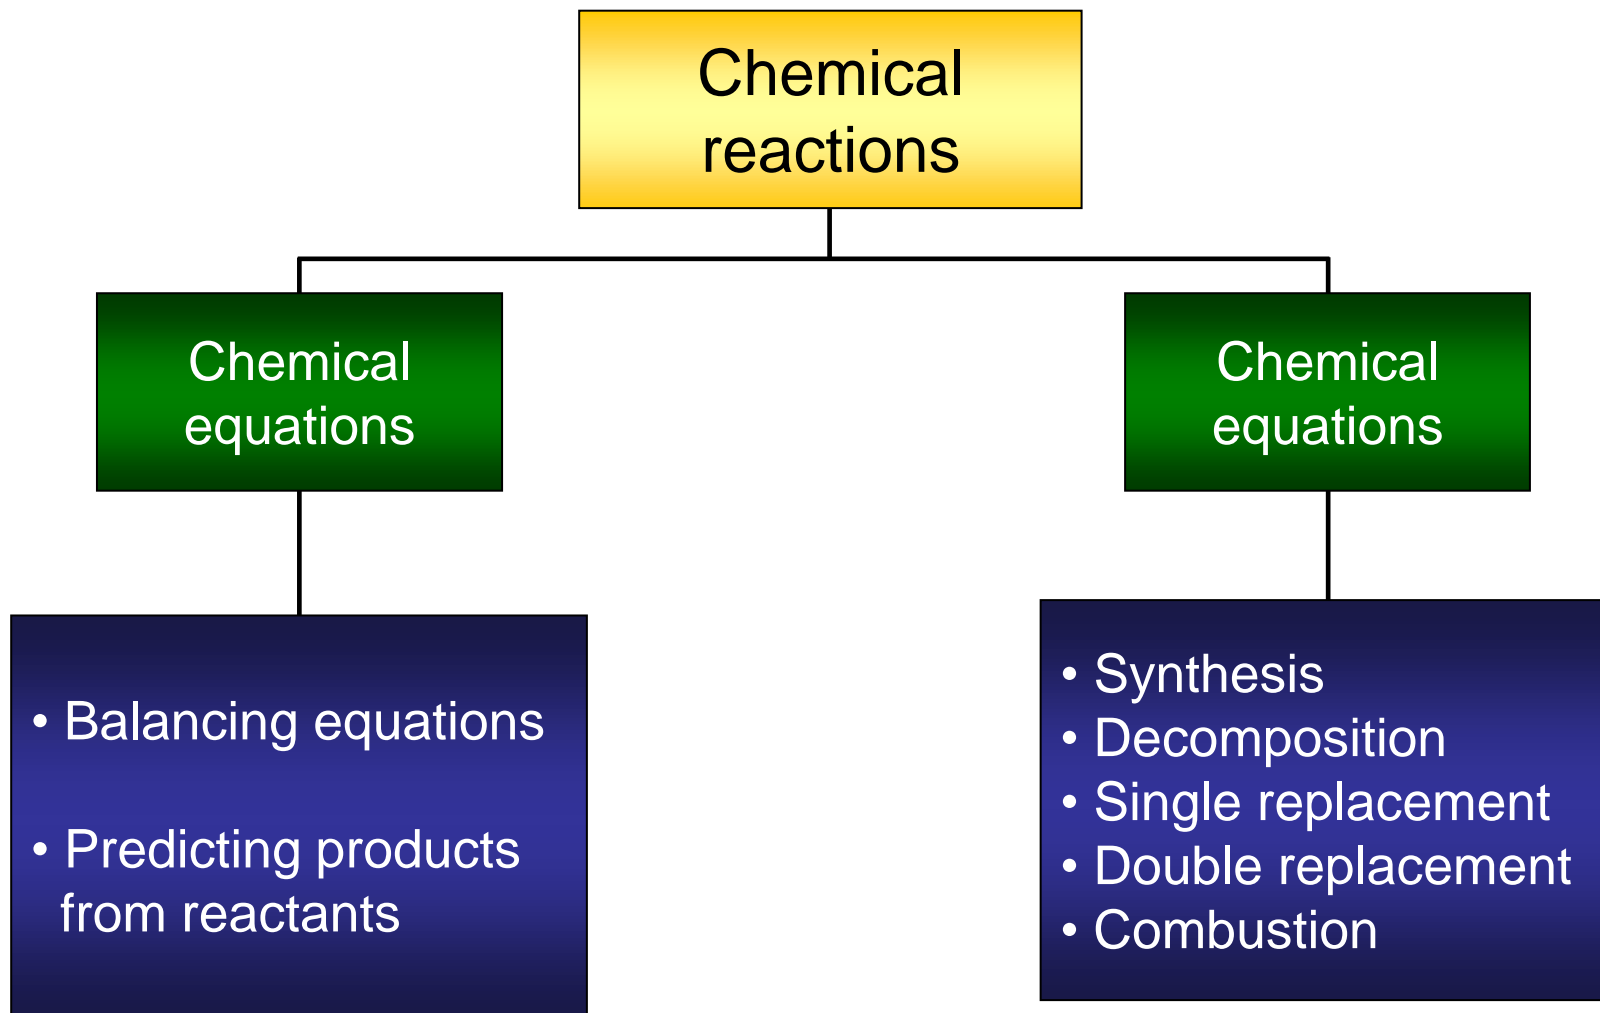 Chemical
reactions
Chemical
equations
Chemical
equations
• Balancing equations
• Predicting products
from reactants
• Synthesis
• Decomposition
• Single replacement
• Double replacement
• Combustion